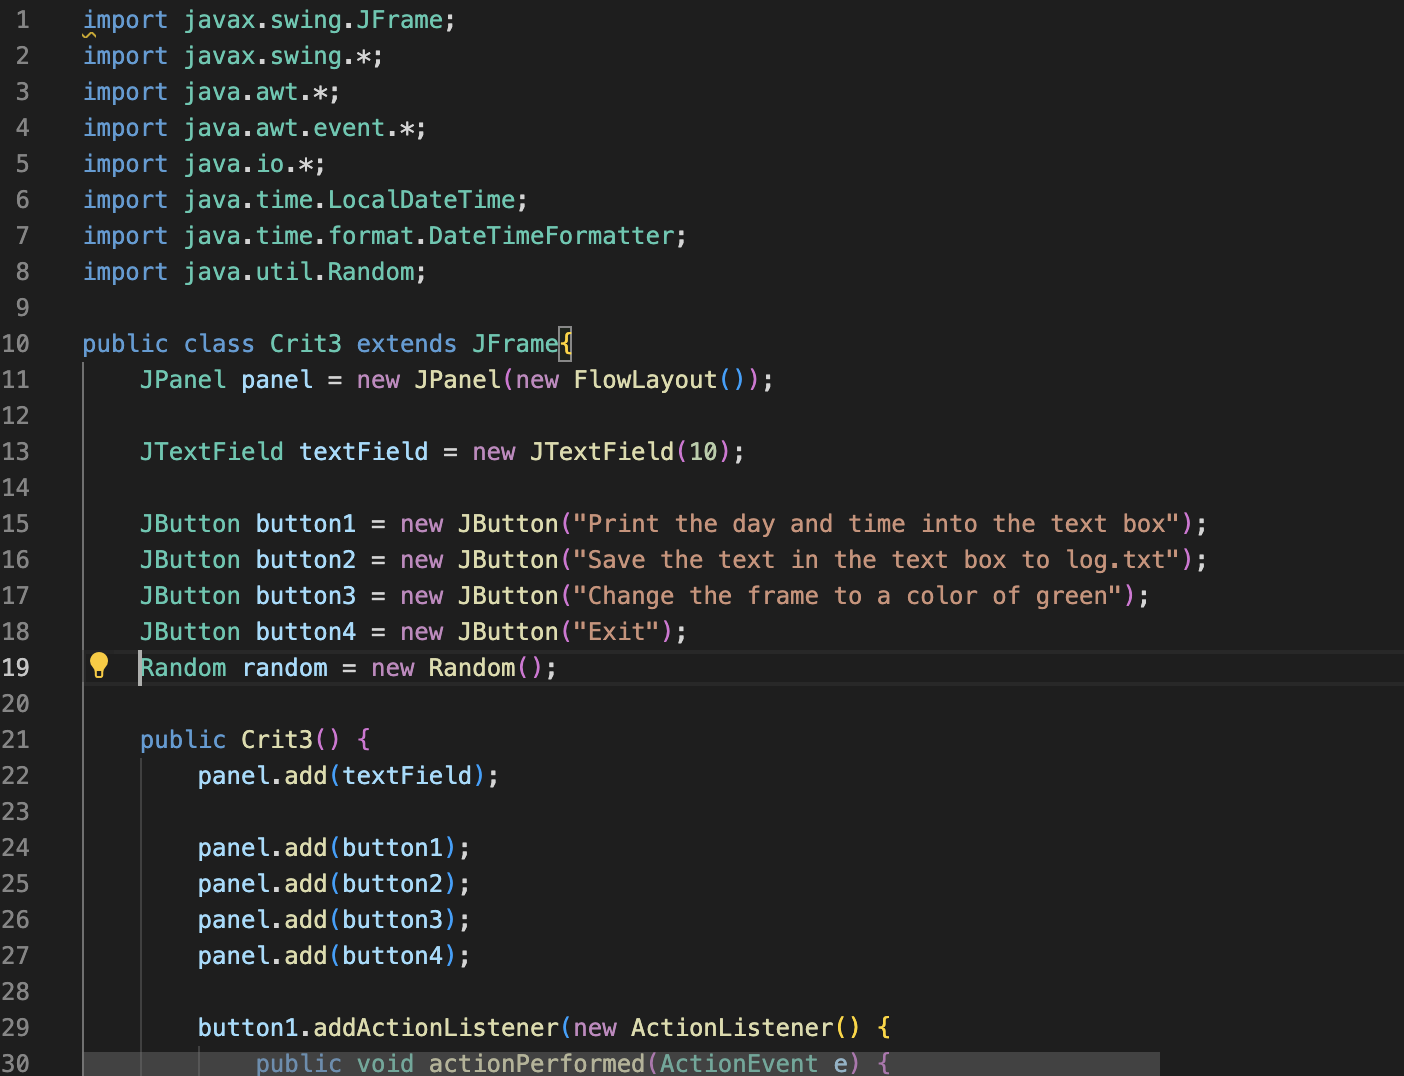 1 import javax.swing.JFrame;
2 import javax.swing.*;
3 import java.awt.*;
4 import java.awt.event.*;
5 import java.io.*;
6 import java.time.LocalDateTime;
7 import java.time.format.DateTimeFormatter;
8 import java.util.Random;
9
10 public class Crit3 extends JFrame{
11     JPanel panel = new JPanel(new FlowLayout());
12
13     JTextField textField = new JTextField(10);
14
15     JButton button1 = new JButton("Print the day and time into the text box");
16     JButton button2 = new JButton("Save the text in the text box to log.txt");
17     JButton button3 = new JButton("Change the frame to a color of green");
18     JButton button4 = new JButton("Exit");
19     Random random = new Random();
20
21     public Crit3() {
22         panel.add(textField);
23
24         panel.add(button1);
25         panel.add(button2);
26         panel.add(button3);
27         panel.add(button4);
28
29         button1.addActionListener(new ActionListener() {
30             public void actionPerformed(ActionEvent e) {